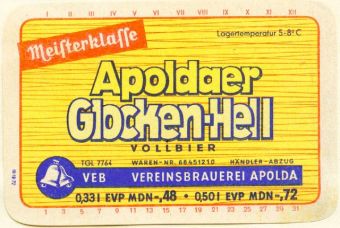 I II III IV V VI VII VIII IX X XI XII
Meisterklasse
Lagertemperatur 5-8°C
Apoldaer
Glocken-Hell
VOLLBIER
TGL 7764 WAREN-NR. 68451210 HÄNDLER-ABZUG
VEB VEREINSBRAUEREI APOLDA
0,33 l EVP MDN -,48 • 0,50 l EVP MDN -,72
1 3 5 7 9 11 13 15 17 19 21 23 25 27 29 31